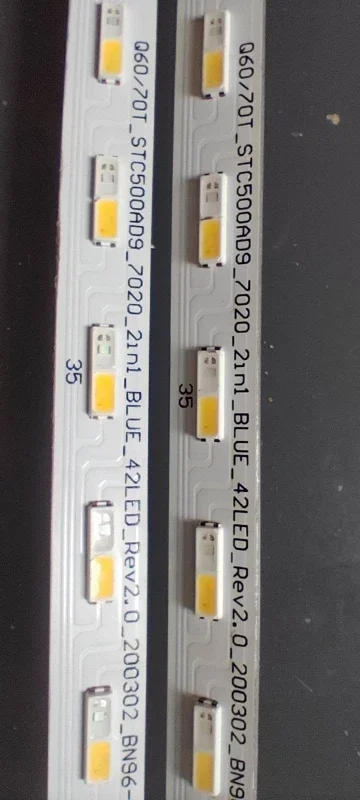 Q60/70T_STC500AD9_7020_2in1_BLUE_42LED_Rev2.0_200302_BN96-
35
Q60/70T_STC500AD9_7020_2in1_BLUE_42LED_Rev2.0_200302_BN9
35